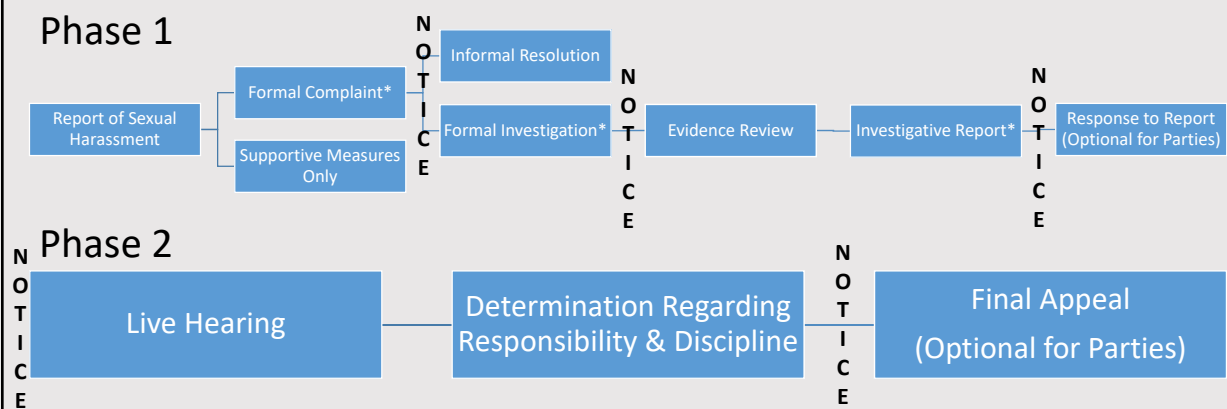 Phase 1
Report of Sexual
Harassment
Formal Complaint*
Supportive Measures
Only
NOTICE
Informal Resolution
Formal Investigation*
NOTICE
Evidence Review
Investigative Report*
NOTICE
Response to Report
(Optional for Parties)
Phase 2
NOTICE
Live Hearing
Determination Regarding
Responsibility & Discipline
NOTICE
Final Appeal
(Optional for Parties)